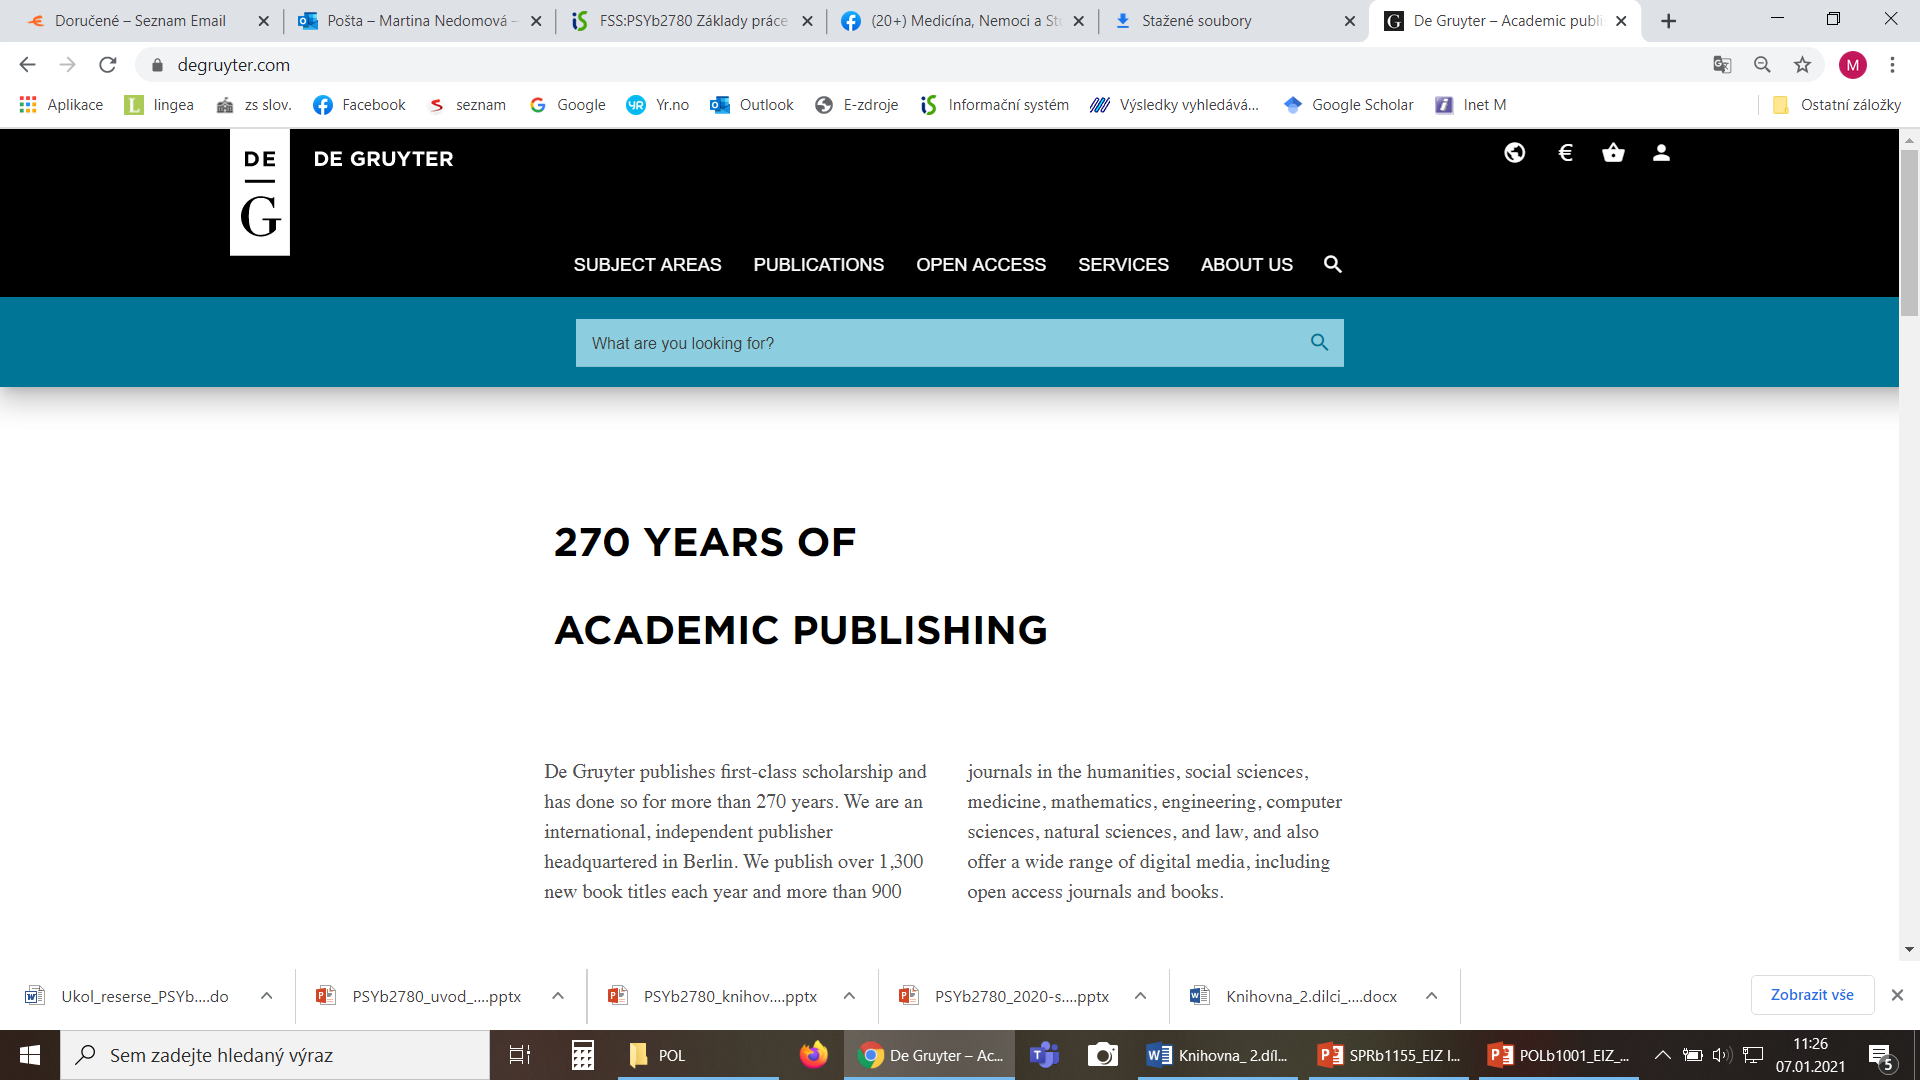 Doručené – Seznam Email
Pošta – Martina Nedomová –
FSS:PSYb2780 Základy práce
(20+) Medicína, Nemoci a Stu
Stažené soubory
De Gruyter – Academic publi
degruyter.com
M
Aplikace
lingea
zs slov.
Facebook
seznam
Google
Yr.no
Outlook
E-zdroje
Informační systém
Výsledky vyhledává...
Google Scholar
Inet M
Ostatní záložky
DE
G
DE GRUYTER
€
SUBJECT AREAS PUBLICATIONS OPEN ACCESS SERVICES ABOUT US
What are you looking for?
270 YEARS OF
ACADEMIC PUBLISHING
De Gruyter publishes first-class scholarship and
has done so for more than 270 years. We are an
international, independent publisher
headquartered in Berlin. We publish over 1,300
new book titles each year and more than 900
journals in the humanities, social sciences,
medicine, mathematics, engineering, computer
sciences, natural sciences, and law, and also
offer a wide range of digital media, including
open access journals and books.
Ukol_reserse_PSYb....do
PSYb2780_uvod_....pptx
PSYb2780_knihov....pptx
PSYb2780_2020-s....pptx
Knihovna_2.dilci_....docx
Zobrazit vše
Sem zadejte hledaný výraz
POL
De Gruyter – Ac...
Knihovna_ 2.díl...
SPRb1155_EIZ I...
POLb1001_EIZ_...
11:26
07.01.2021
5